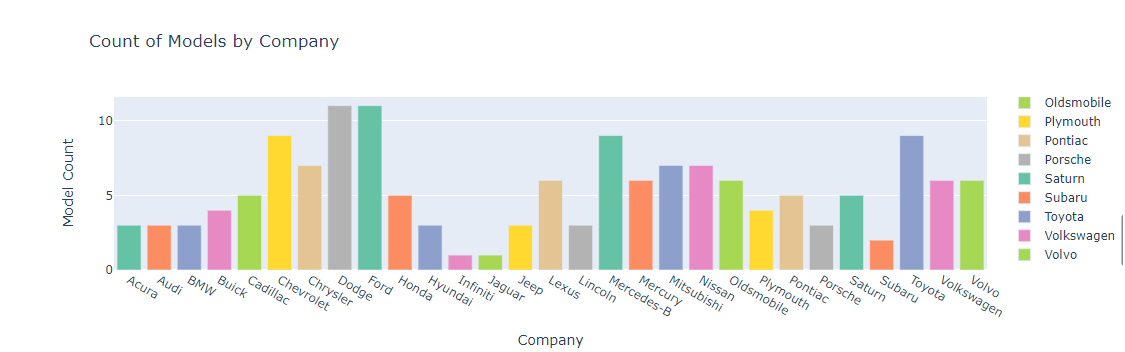 Count of Models by Company
Model Count
10
5
0
Acura
Audi
BMW
Buick
Cadillac
Chevrolet
Chrysler
Dodge
Ford
Honda
Hyundai
Infiniti
Jaguar
Jeep
Lexus
Lincoln
Mercedes-B
Mercury
Mitsubishi
Nissan
Oldsmobile
Plymouth
Pontiac
Porsche
Saturn
Subaru
Toyota
Volkswagen
Volvo
Company
Oldsmobile
Plymouth
Pontiac
Porsche
Saturn
Subaru
Toyota
Volkswagen
Volvo